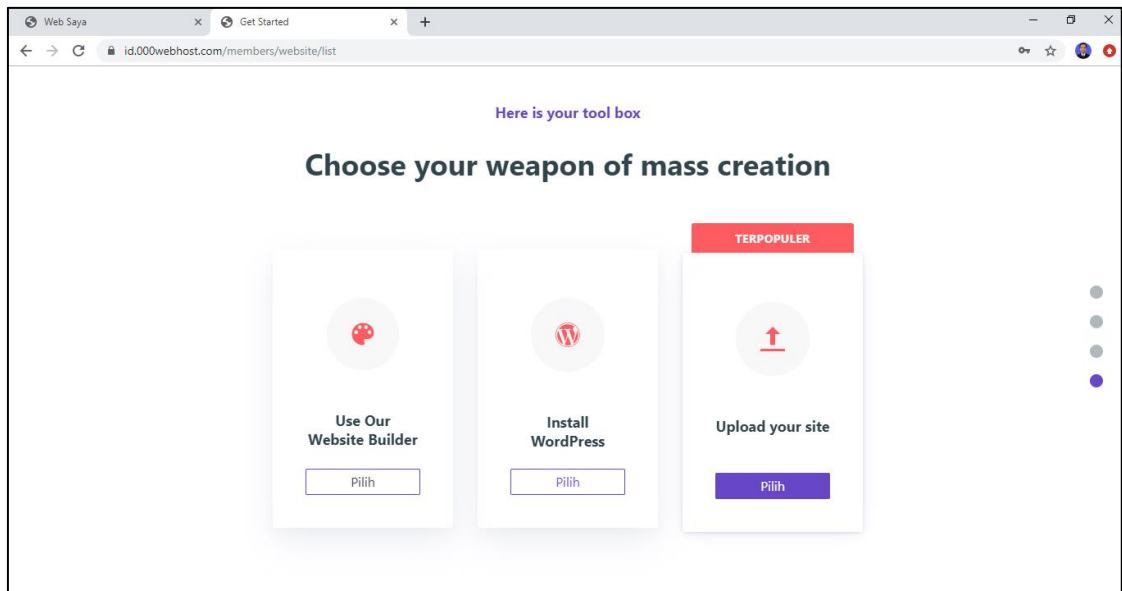 Web Saya
Get Started
id.000webhost.com/members/website/list
Here is your tool box
Choose your weapon of mass creation
TERPOPULER
Use Our
Website Builder
Pilih
Install
WordPress
Pilih
Upload your site
Pilih